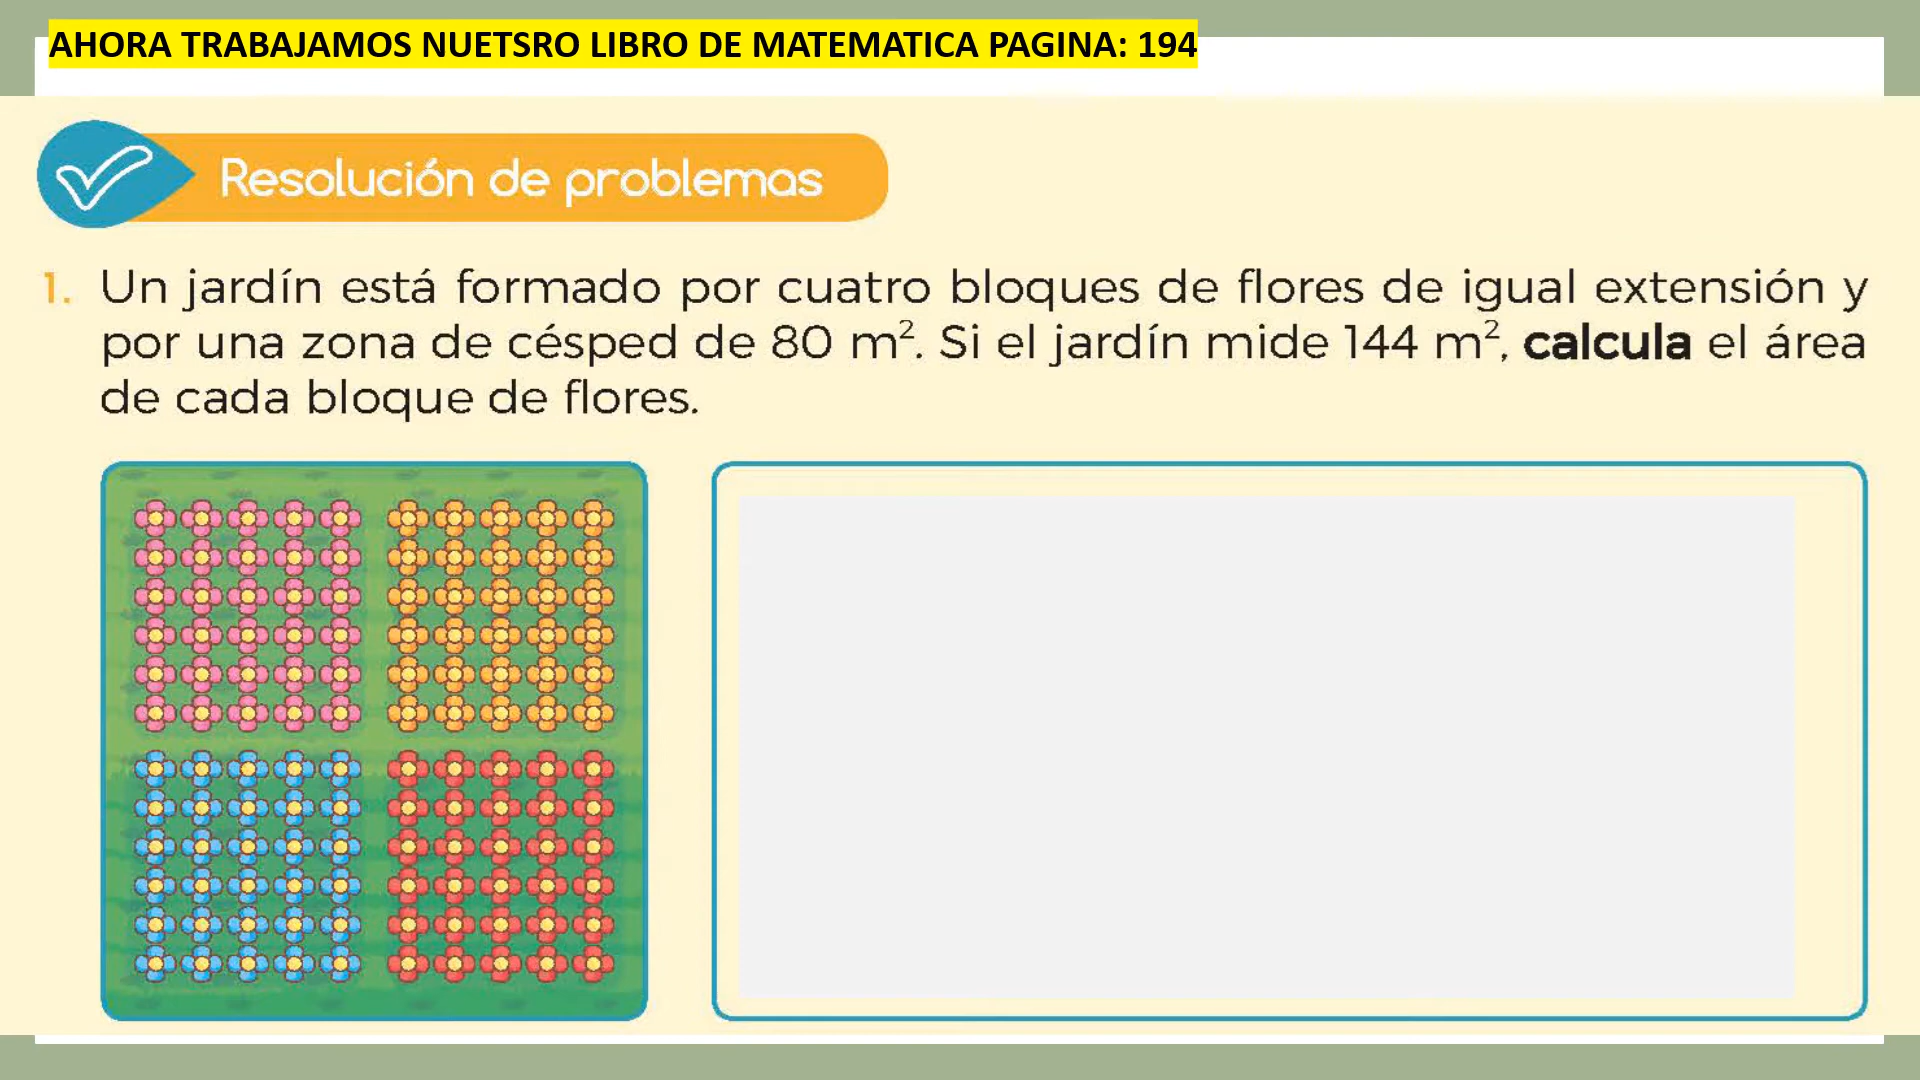 AHORA TRABAJAMOS NUETSRO LIBRO DE MATEMATICA PAGINA: 194
Resolución de problemas
1. Un jardín está formado por cuatro bloques de flores de igual extensión y
por una zona de césped de 80 m². Si el jardín mide 144 m², calcula el área
de cada bloque de flores.